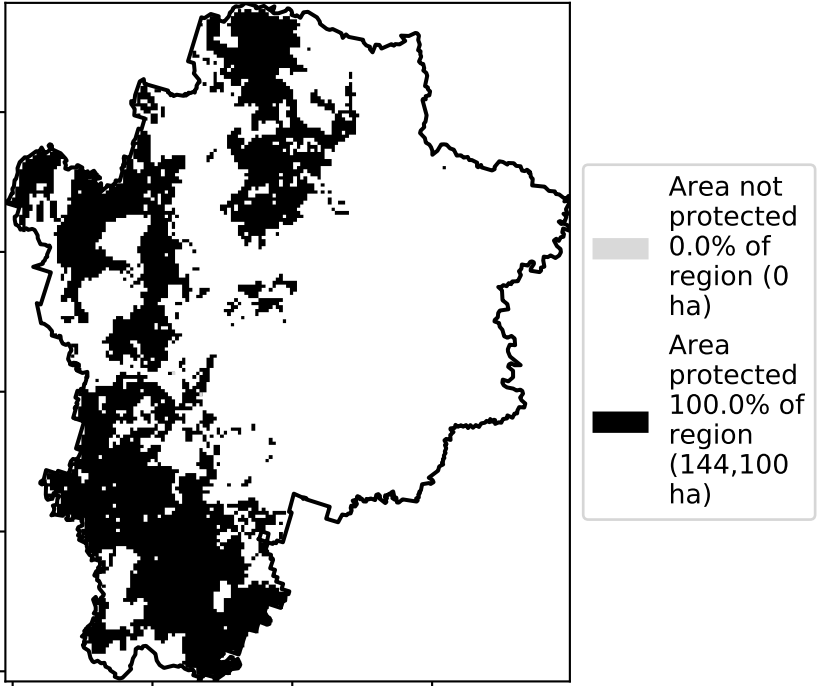 Area not
protected
0.0% of
region (0
ha)
Area
protected
100.0% of
region
(144,100
ha)